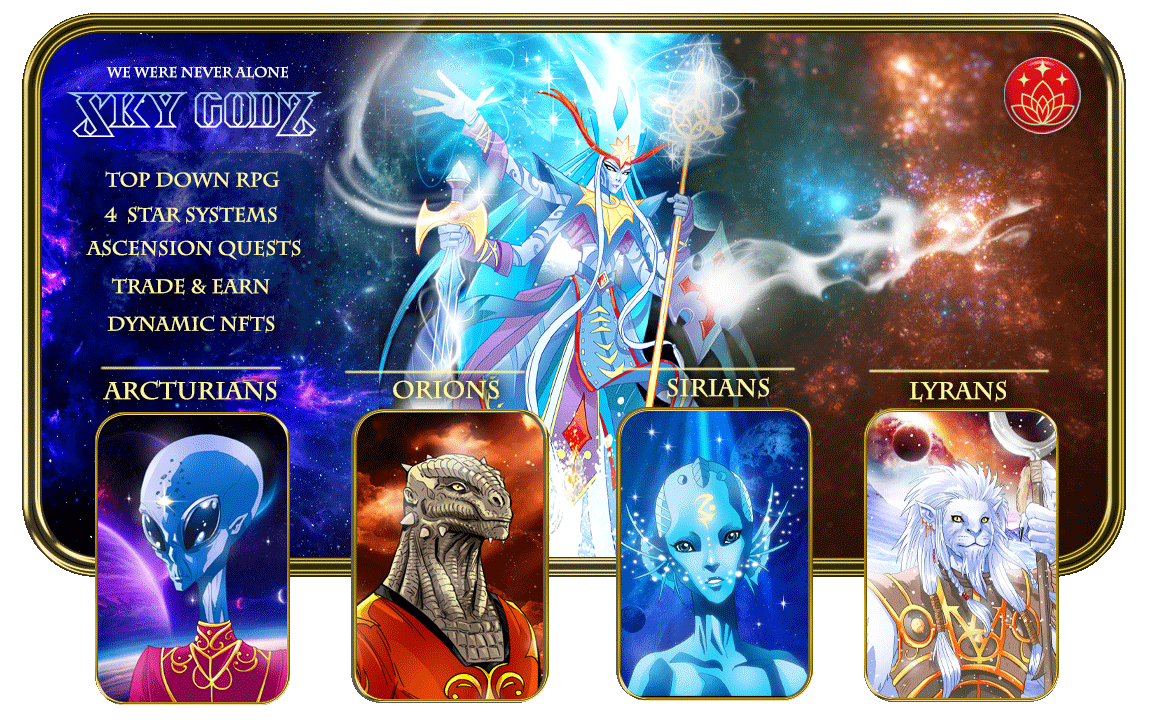 WE WERE NEVER ALONE
SKY GODZ
TOP DOWN RPG
4 STAR SYSTEMS
ASCENSION QUESTS
TRADE & EARN
DYNAMIC NFTS
ARCTURIANS
ORIONS
SIRIANS
LYRANS